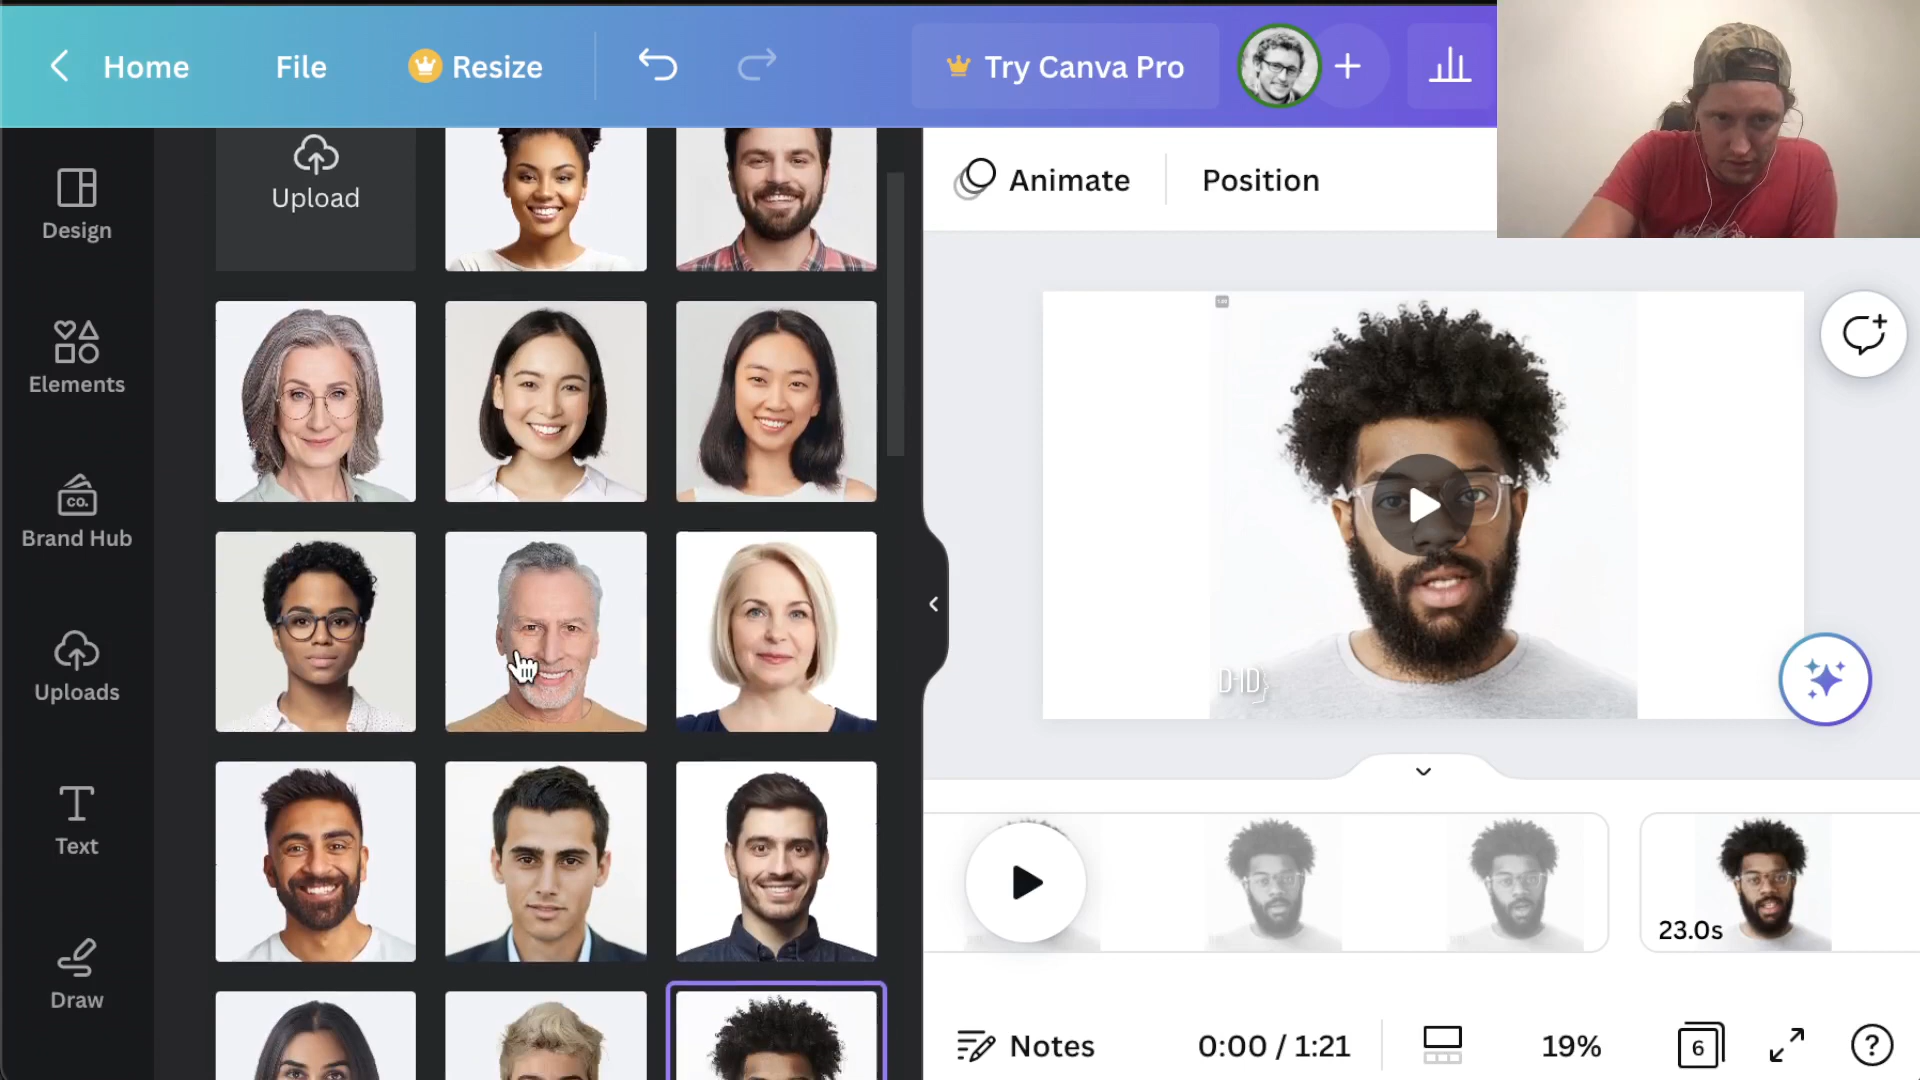 Home
File
Resize
Try Canva Pro
Design
Elements
CO.
Brand Hub
Uploads
Text
Draw
Upload
Animate
Position
D-ID
23.0s
Notes
0:00 / 1:21
19%
6
?